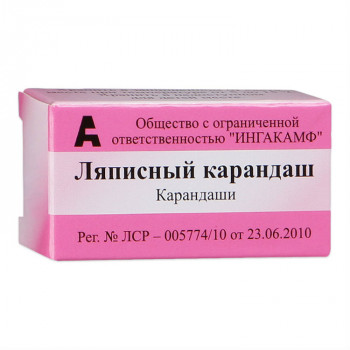 А
Общество с ограниченной
ответственностью "ИНГАКАМФ"
Ляписный карандаш
Карандаши
Рег. № ЛСР – 005774/10 от 23.06.2010